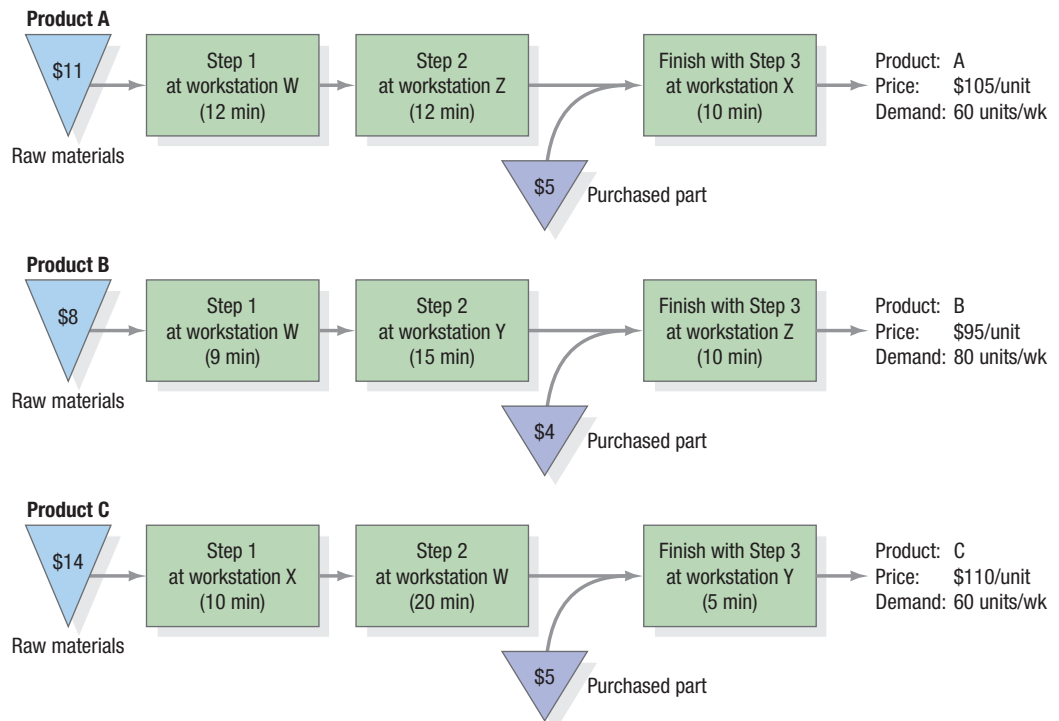 Product A
$11
Raw materials
Step 1
at workstation W
(12 min)
Step 2
at workstation Z
(12 min)
$5
Purchased part
Finish with Step 3
at workstation X
(10 min)
Product: A
Price: $105/unit
Demand: 60 units/wk
Product B
$8
Raw materials
Step 1
at workstation W
(9 min)
Step 2
at workstation Y
(15 min)
$4
Purchased part
Finish with Step 3
at workstation Z
(10 min)
Product: B
Price: $95/unit
Demand: 80 units/wk
Product C
$14
Raw materials
Step 1
at workstation X
(10 min)
Step 2
at workstation W
(20 min)
$5
Purchased part
Finish with Step 3
at workstation Y
(5 min)
Product: C
Price: $110/unit
Demand: 60 units/wk